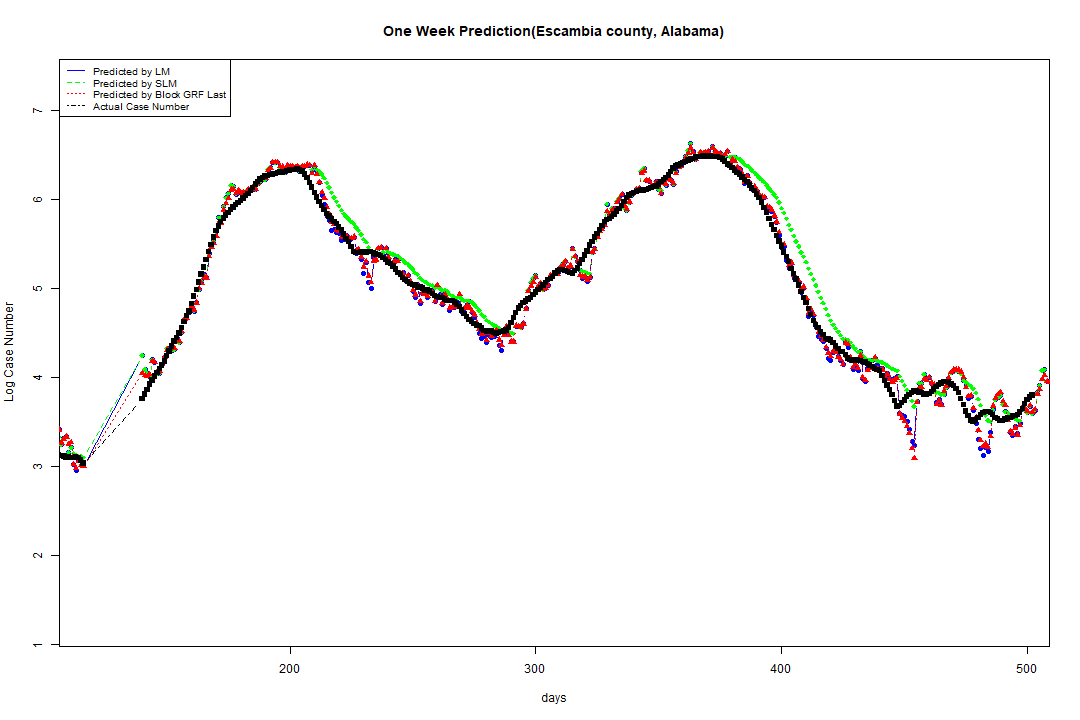 One Week Prediction(Escambia county, Alabama)
Predicted by LM
Predicted by SLM
Predicted by Block GRF Last
Actual Case Number
7
6
5
4
3
2
1
Log Case Number
200 300 400 500
days